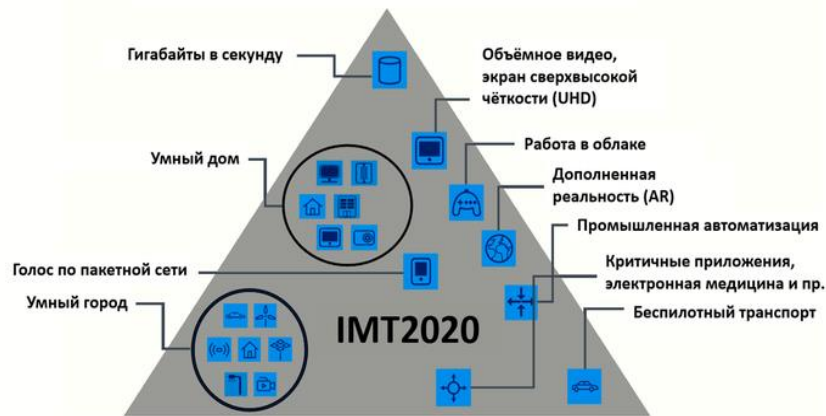 Гигабайты в секунду
Объёмное видео,
экран сверхвысокой
чёткости (UHD)
Умный дом
Работа в облаке
Дополненная
реальность (AR)
Промышленная автоматизация
Голос по пакетной сети
Критичные приложения,
электронная медицина и пр.
Умный город
Беспилотный транспорт
IMT2020